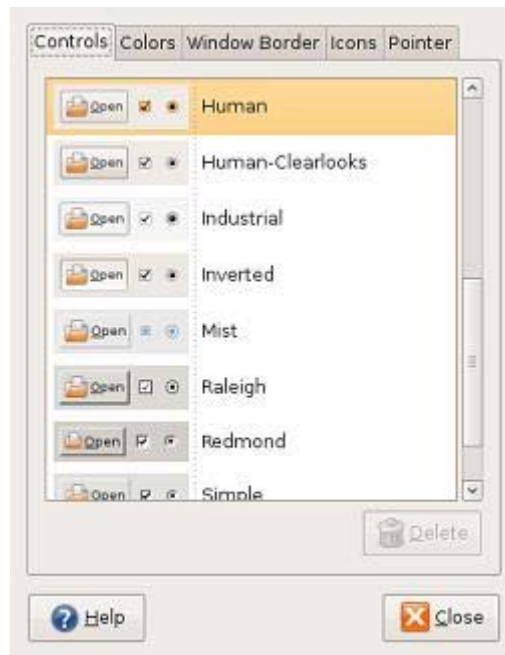 Controls Colors Window Border Icons Pointer
Open Human
Open Human-Clearlooks
Open Industrial
Open Inverted
Open Mist
Open Raleigh
Open Redmond
Open Simple
Delete
Help Close